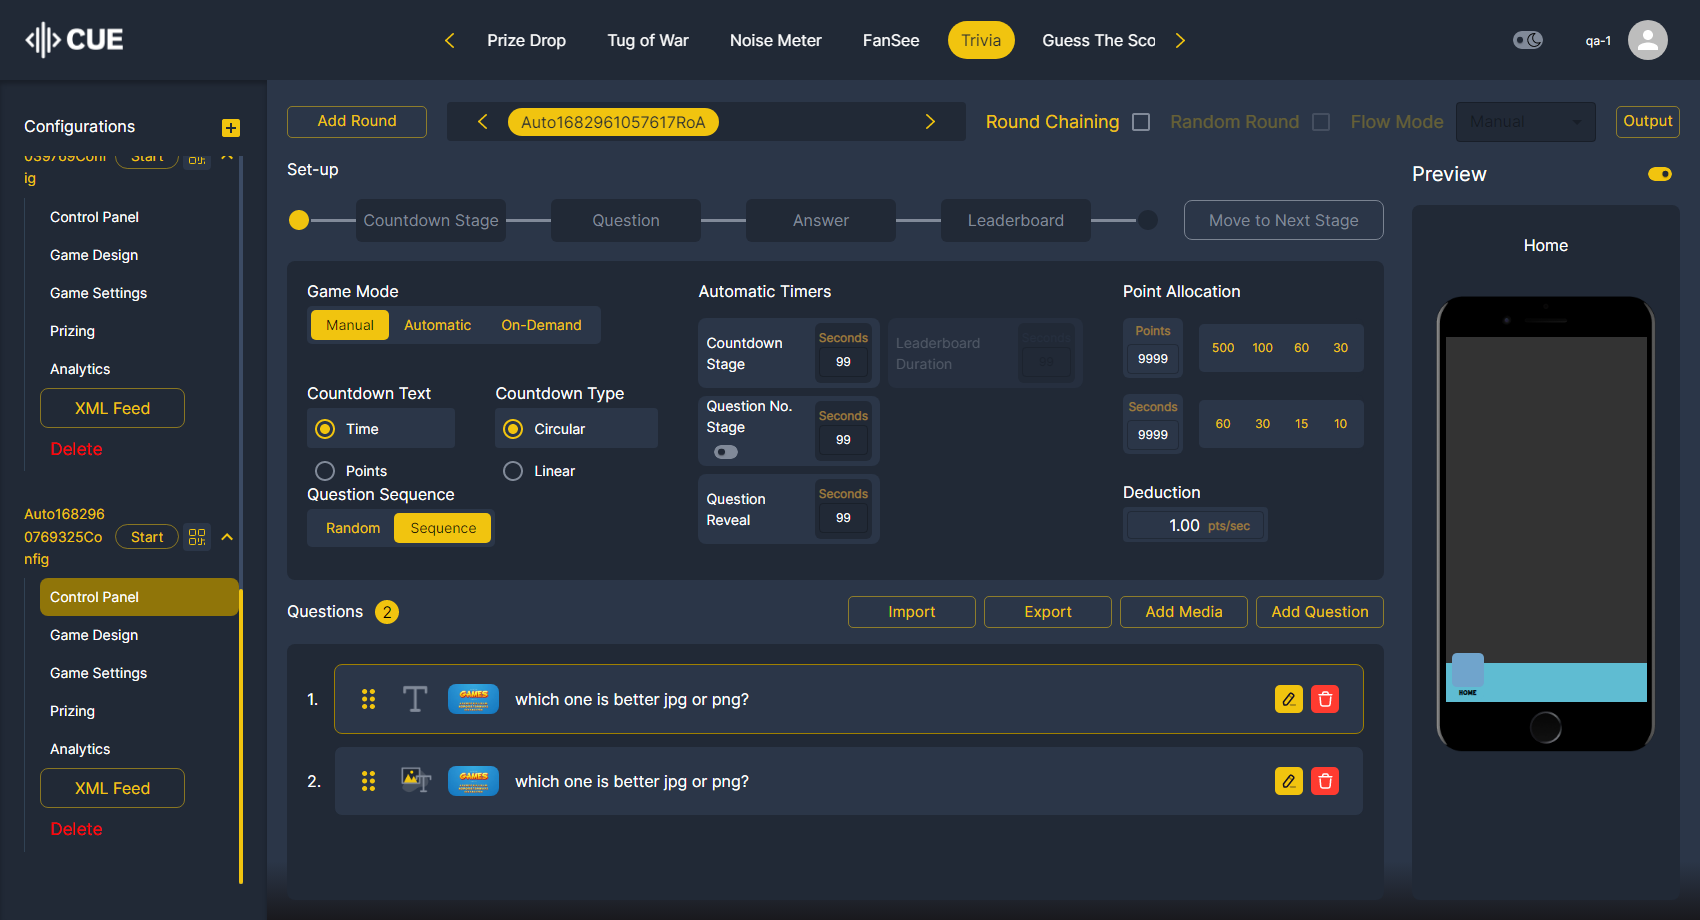 CUE
Prize Drop
Tug of War
Noise Meter
FanSee
Trivia
Guess The Sco
qa-1
Configurations
ig
Start
Control Panel
Game Design
Game Settings
Prizing
Analytics
XML Feed
Delete
Auto168296
0769325Co
nfig
Start
Control Panel
Game Design
Game Settings
Prizing
Analytics
XML Feed
Delete
Add Round
Auto1682961057617RoA
Round Chaining
Random Round
Flow Mode
Manual
Output
Set-up
Countdown Stage
Question
Answer
Leaderboard
Move to Next Stage
Game Mode
Manual
Automatic
On-Demand
Countdown Text
Time
Points
Countdown Type
Circular
Linear
Question Sequence
Random
Sequence
Automatic Timers
Countdown
Stage
Seconds
99
Leaderboard
Duration
Seconds
Question No.
Stage
Seconds
99
Question
Reveal
Seconds
99
Point Allocation
Points
9999
500 100 60 30
Seconds
9999
60 30 15 10
Deduction
1.00 pts/sec
Questions 2
Import
Export
Add Media
Add Question
1. T GAMES which one is better jpg or png?
2. T GAMES which one is better jpg or png?
Preview
Home
HOME